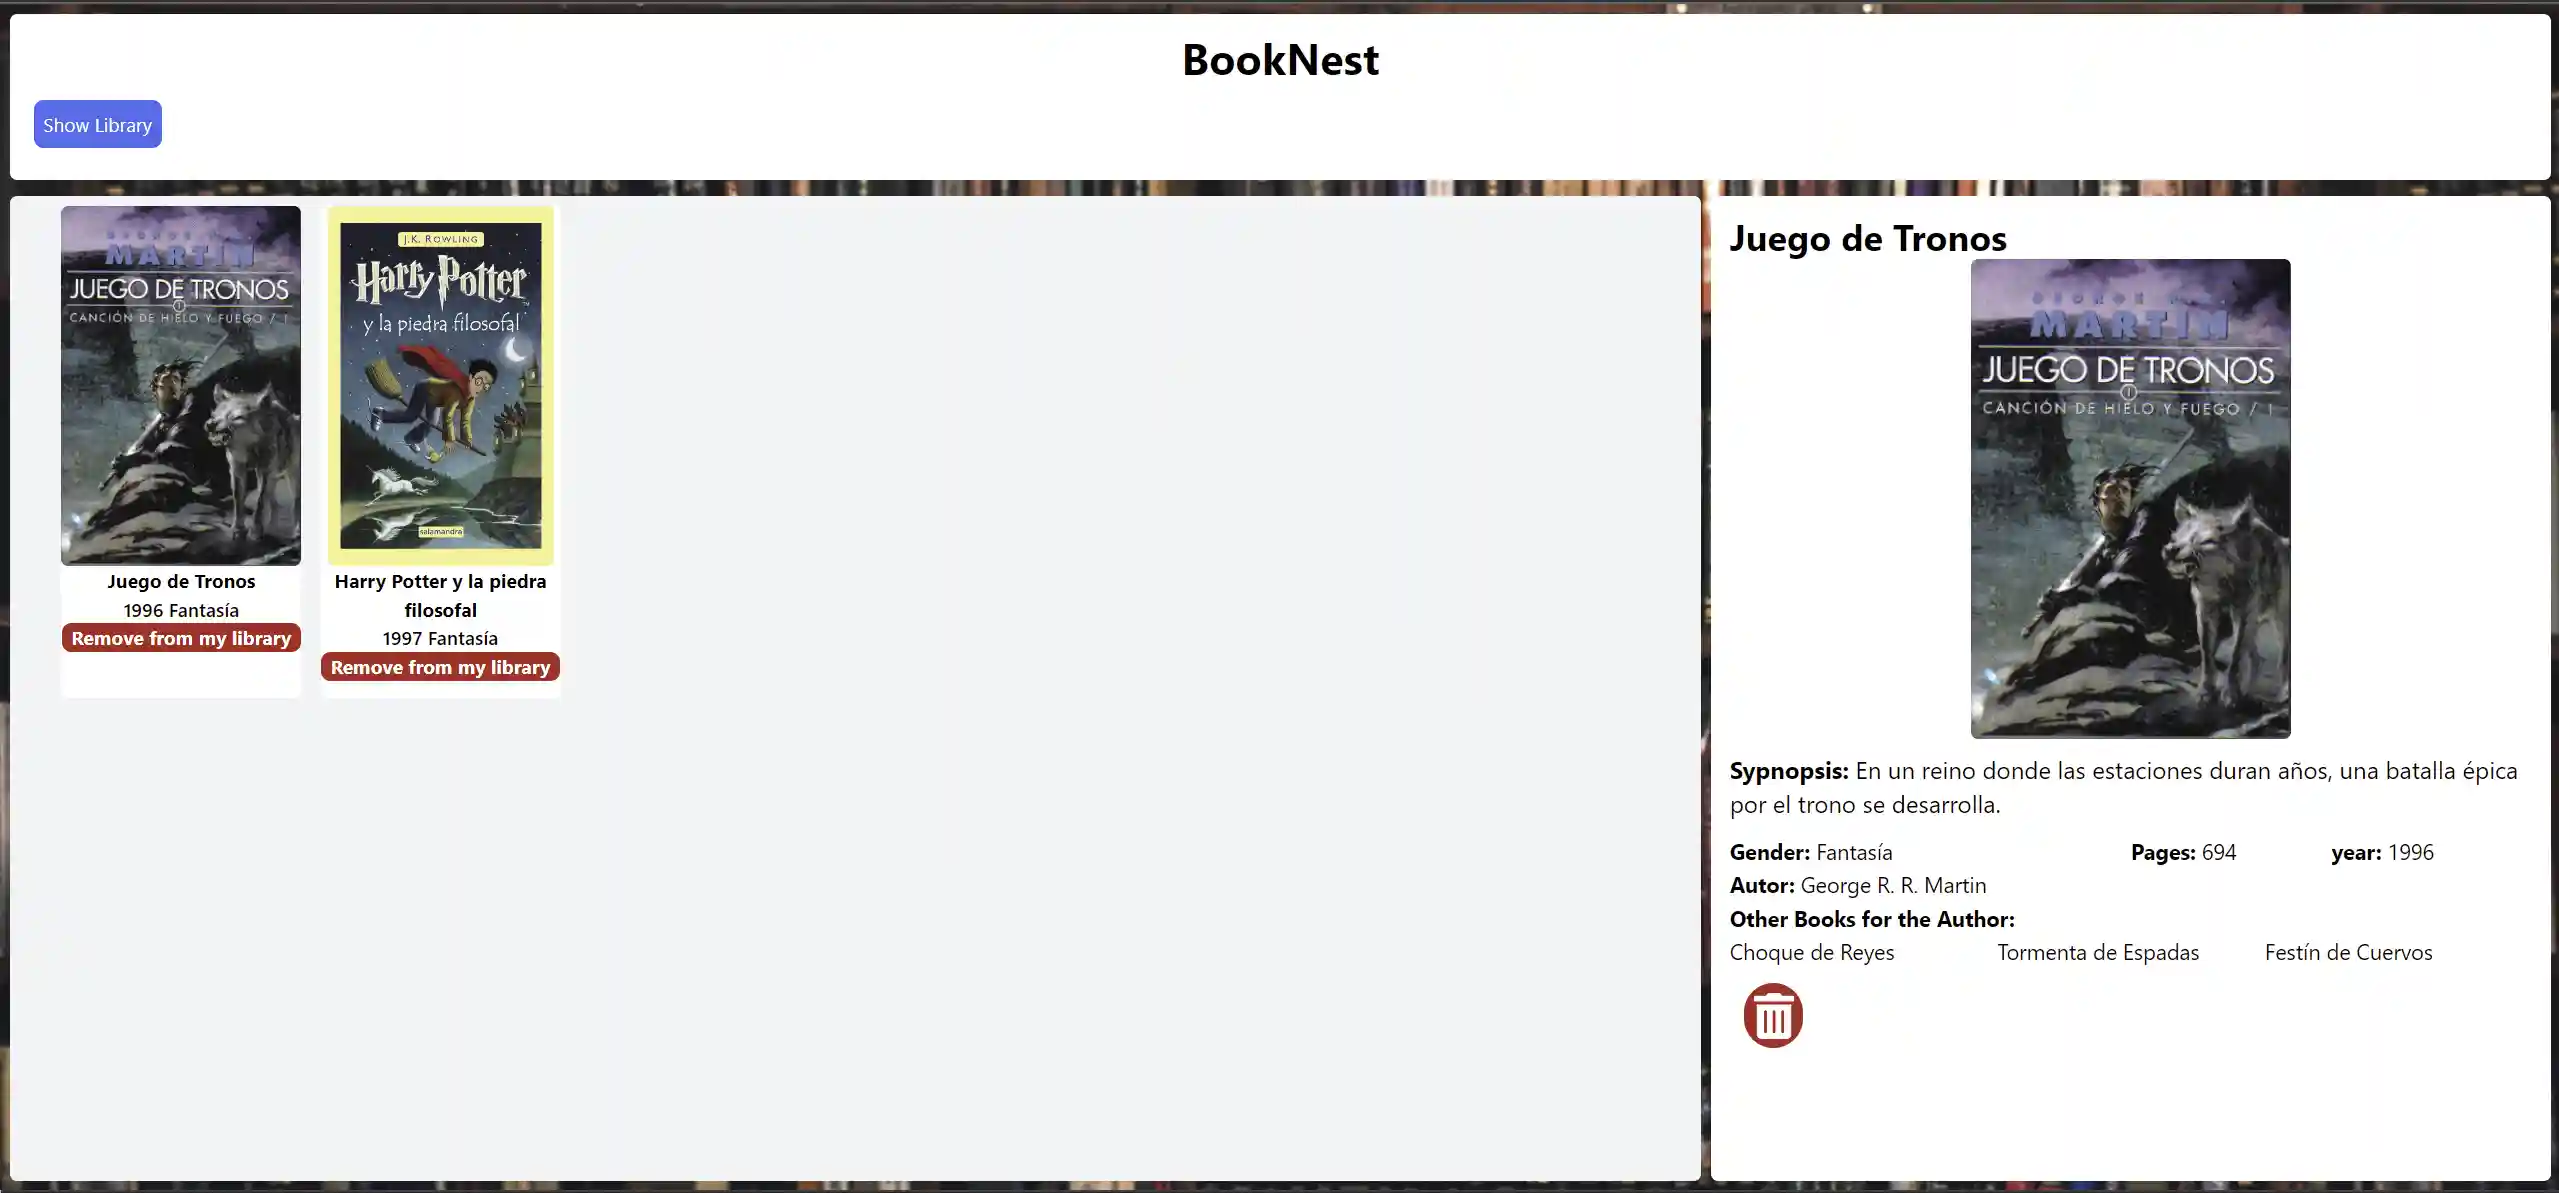 BookNest
Show Library
MARTIN
JUEGO DE TRONOS
1
CANCIÓN DE HIELO Y FUEGO / 1
Juego de Tronos
1996 Fantasía
Remove from my library
J.K. ROWLING
Harry Potter
y la piedra filosofal
salamandra
Harry Potter y la piedra
filosofal
1997 Fantasía
Remove from my library
Juego de Tronos
GEORGE R.R.
MARTIN
JUEGO DE TRONOS
1
CANCIÓN DE HIELO Y FUEGO / 1
Sypnopsis: En un reino donde las estaciones duran años, una batalla épica
por el trono se desarrolla.
Gender: Fantasía Pages: 694 year: 1996
Autor: George R. R. Martin
Other Books for the Author:
Choque de Reyes Tormenta de Espadas Festín de Cuervos